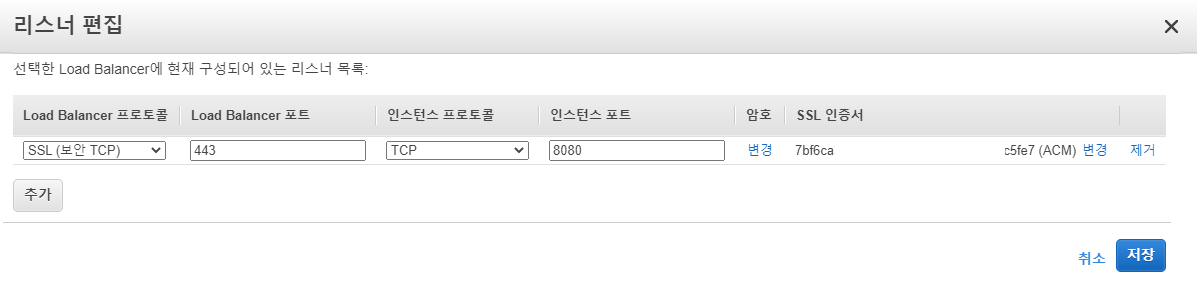 리스너 편집
선택한 Load Balancer에 현재 구성되어 있는 리스너 목록:
Load Balancer 프로토콜 Load Balancer 포트 인스턴스 프로토콜 인스턴스 포트 암호 SSL 인증서
SSL (보안 TCP) 443 TCP 8080 변경 7bf6ca c5fe7 (ACM) 변경 제거
추가
취소 저장